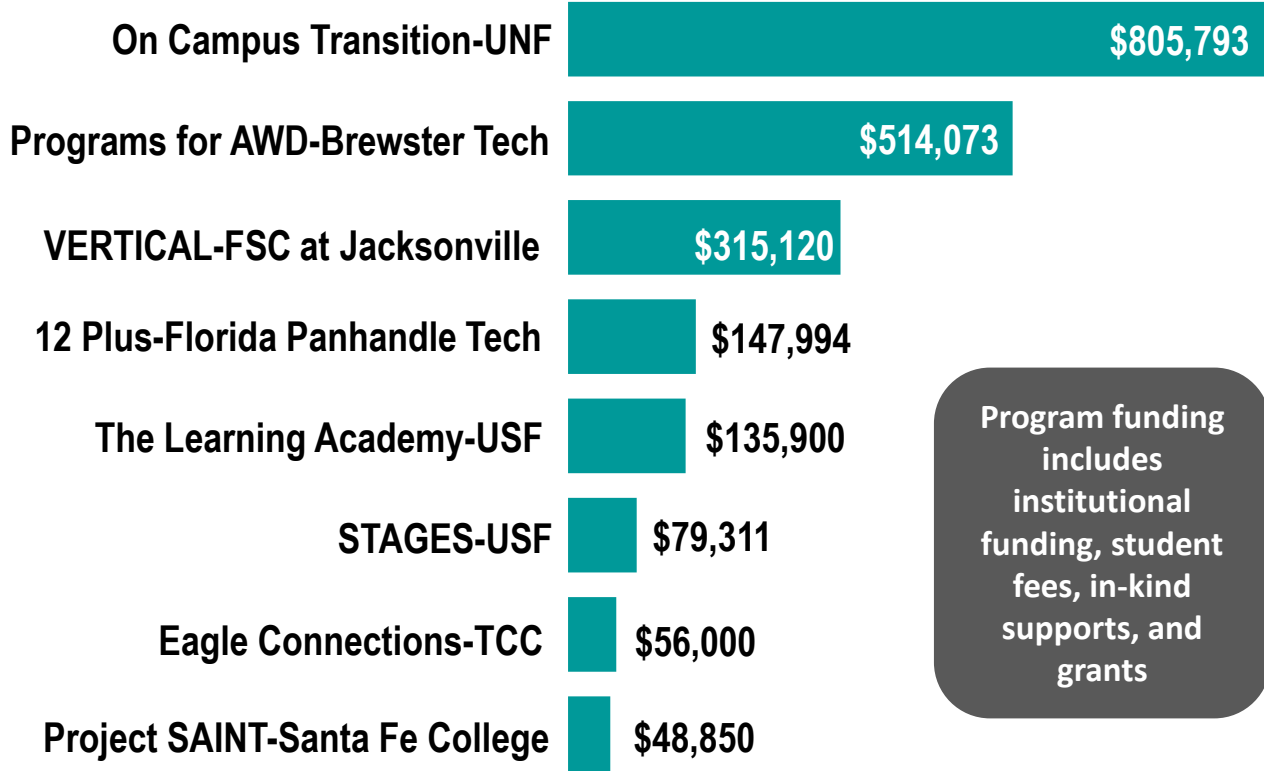 On Campus Transition-UNF $805,793
Programs for AWD-Brewster Tech $514,073
VERTICAL-FSC at Jacksonville $315,120
12 Plus-Florida Panhandle Tech $147,994
The Learning Academy-USF $135,900
STAGES-USF $79,311
Eagle Connections-TCC $56,000
Project SAINT-Santa Fe College $48,850
Program funding
includes
institutional
funding, student
fees, in-kind
supports, and
grants